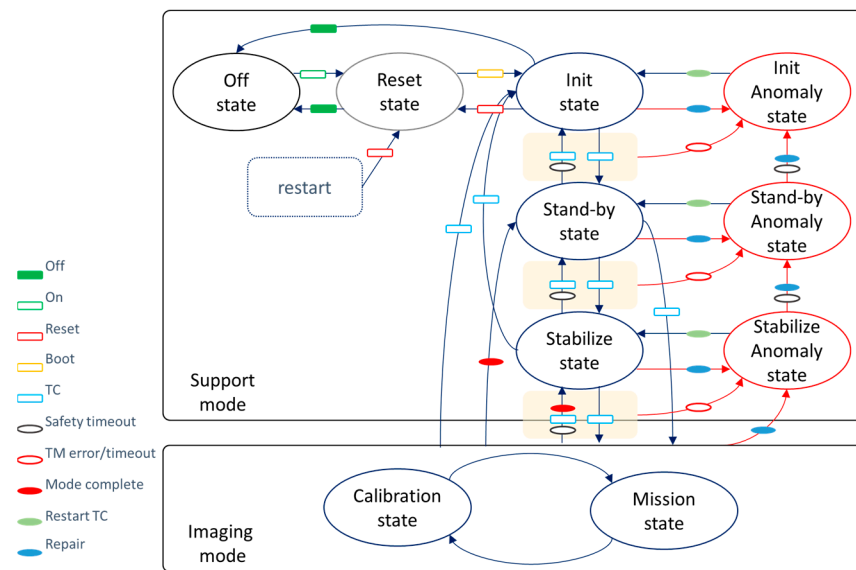 Off
state
Reset
state
Init
state
Init
Anomaly
state
restart
Stand-by
state
Stand-by
Anomaly
state
Stabilize
state
Stabilize
Anomaly
state
Support
mode
Off
On
Reset
Boot
TC
Safety timeout
TM error/timeout
Mode complete
Restart TC
Repair
Calibration
state
Mission
state
Imaging
mode